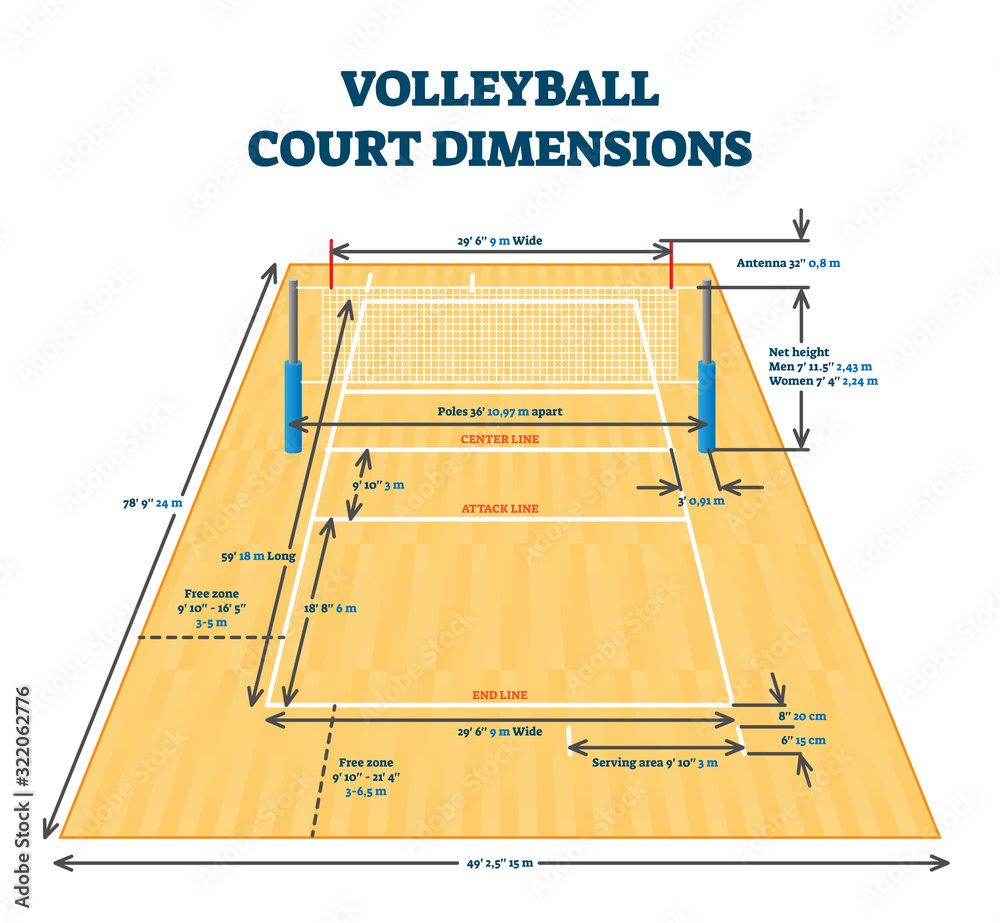 VOLLEYBALL
COURT DIMENSIONS
29' 6" 9 m Wide
Antenna 32" 0,8 m
Net height
Men 7' 11.5" 2,43 m
Women 7' 4" 2,24 m
Poles 36' 10,97 m apart
CENTER LINE
9' 10" 3 m
3' 0,91 m
78' 9" 24 m
ATTACK LINE
59' 18 m Long
Free zone
9' 10" - 16' 5"
3-5 m
18' 8" 6 m
END LINE
8" 20 cm
29' 6" 9 m Wide
6" 15 cm
Free zone
9' 10" - 21' 4"
3-6,5 m
Serving area 9' 10" 3 m
49' 2,5" 15 m
Adobe Stock | #322062776
Adobe Stock